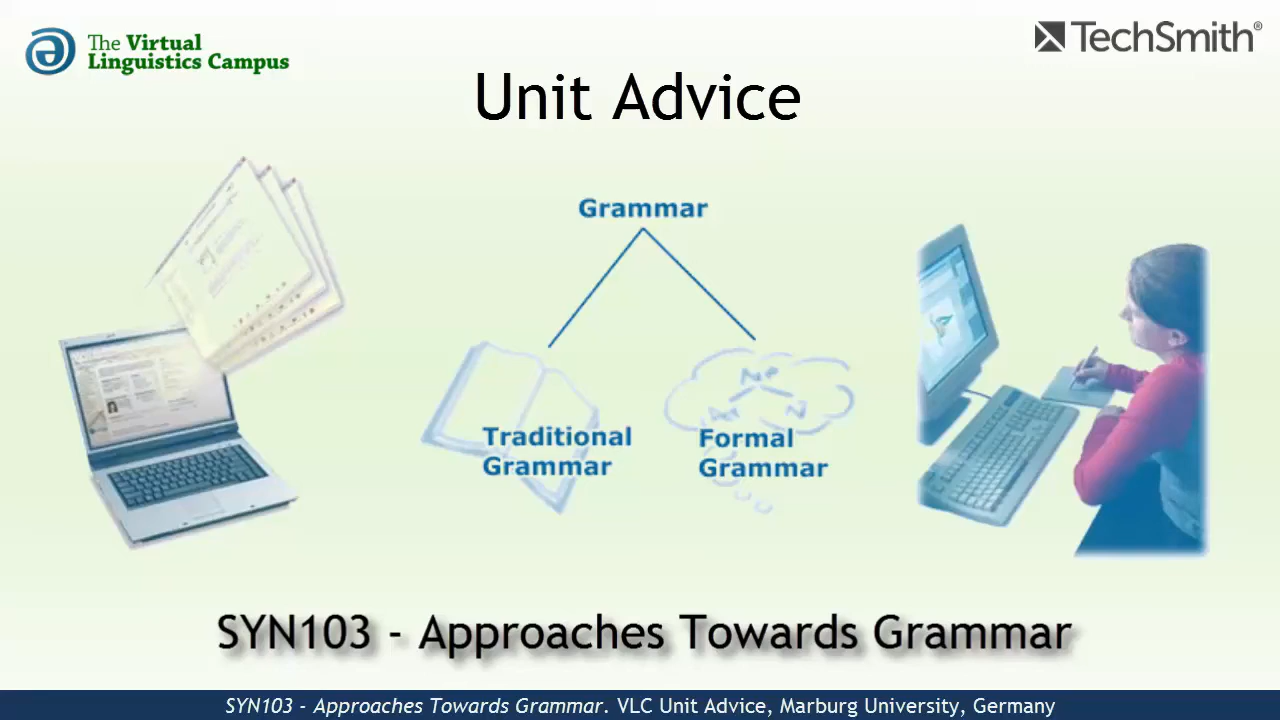 The Virtual
Linguistics Campus
TechSmith®
Unit Advice
Grammar
NP
N
Traditional
Grammar
Formal
Grammar
SYN103 - Approaches Towards Grammar
SYN103 - Approaches Towards Grammar. VLC Unit Advice, Marburg University, Germany